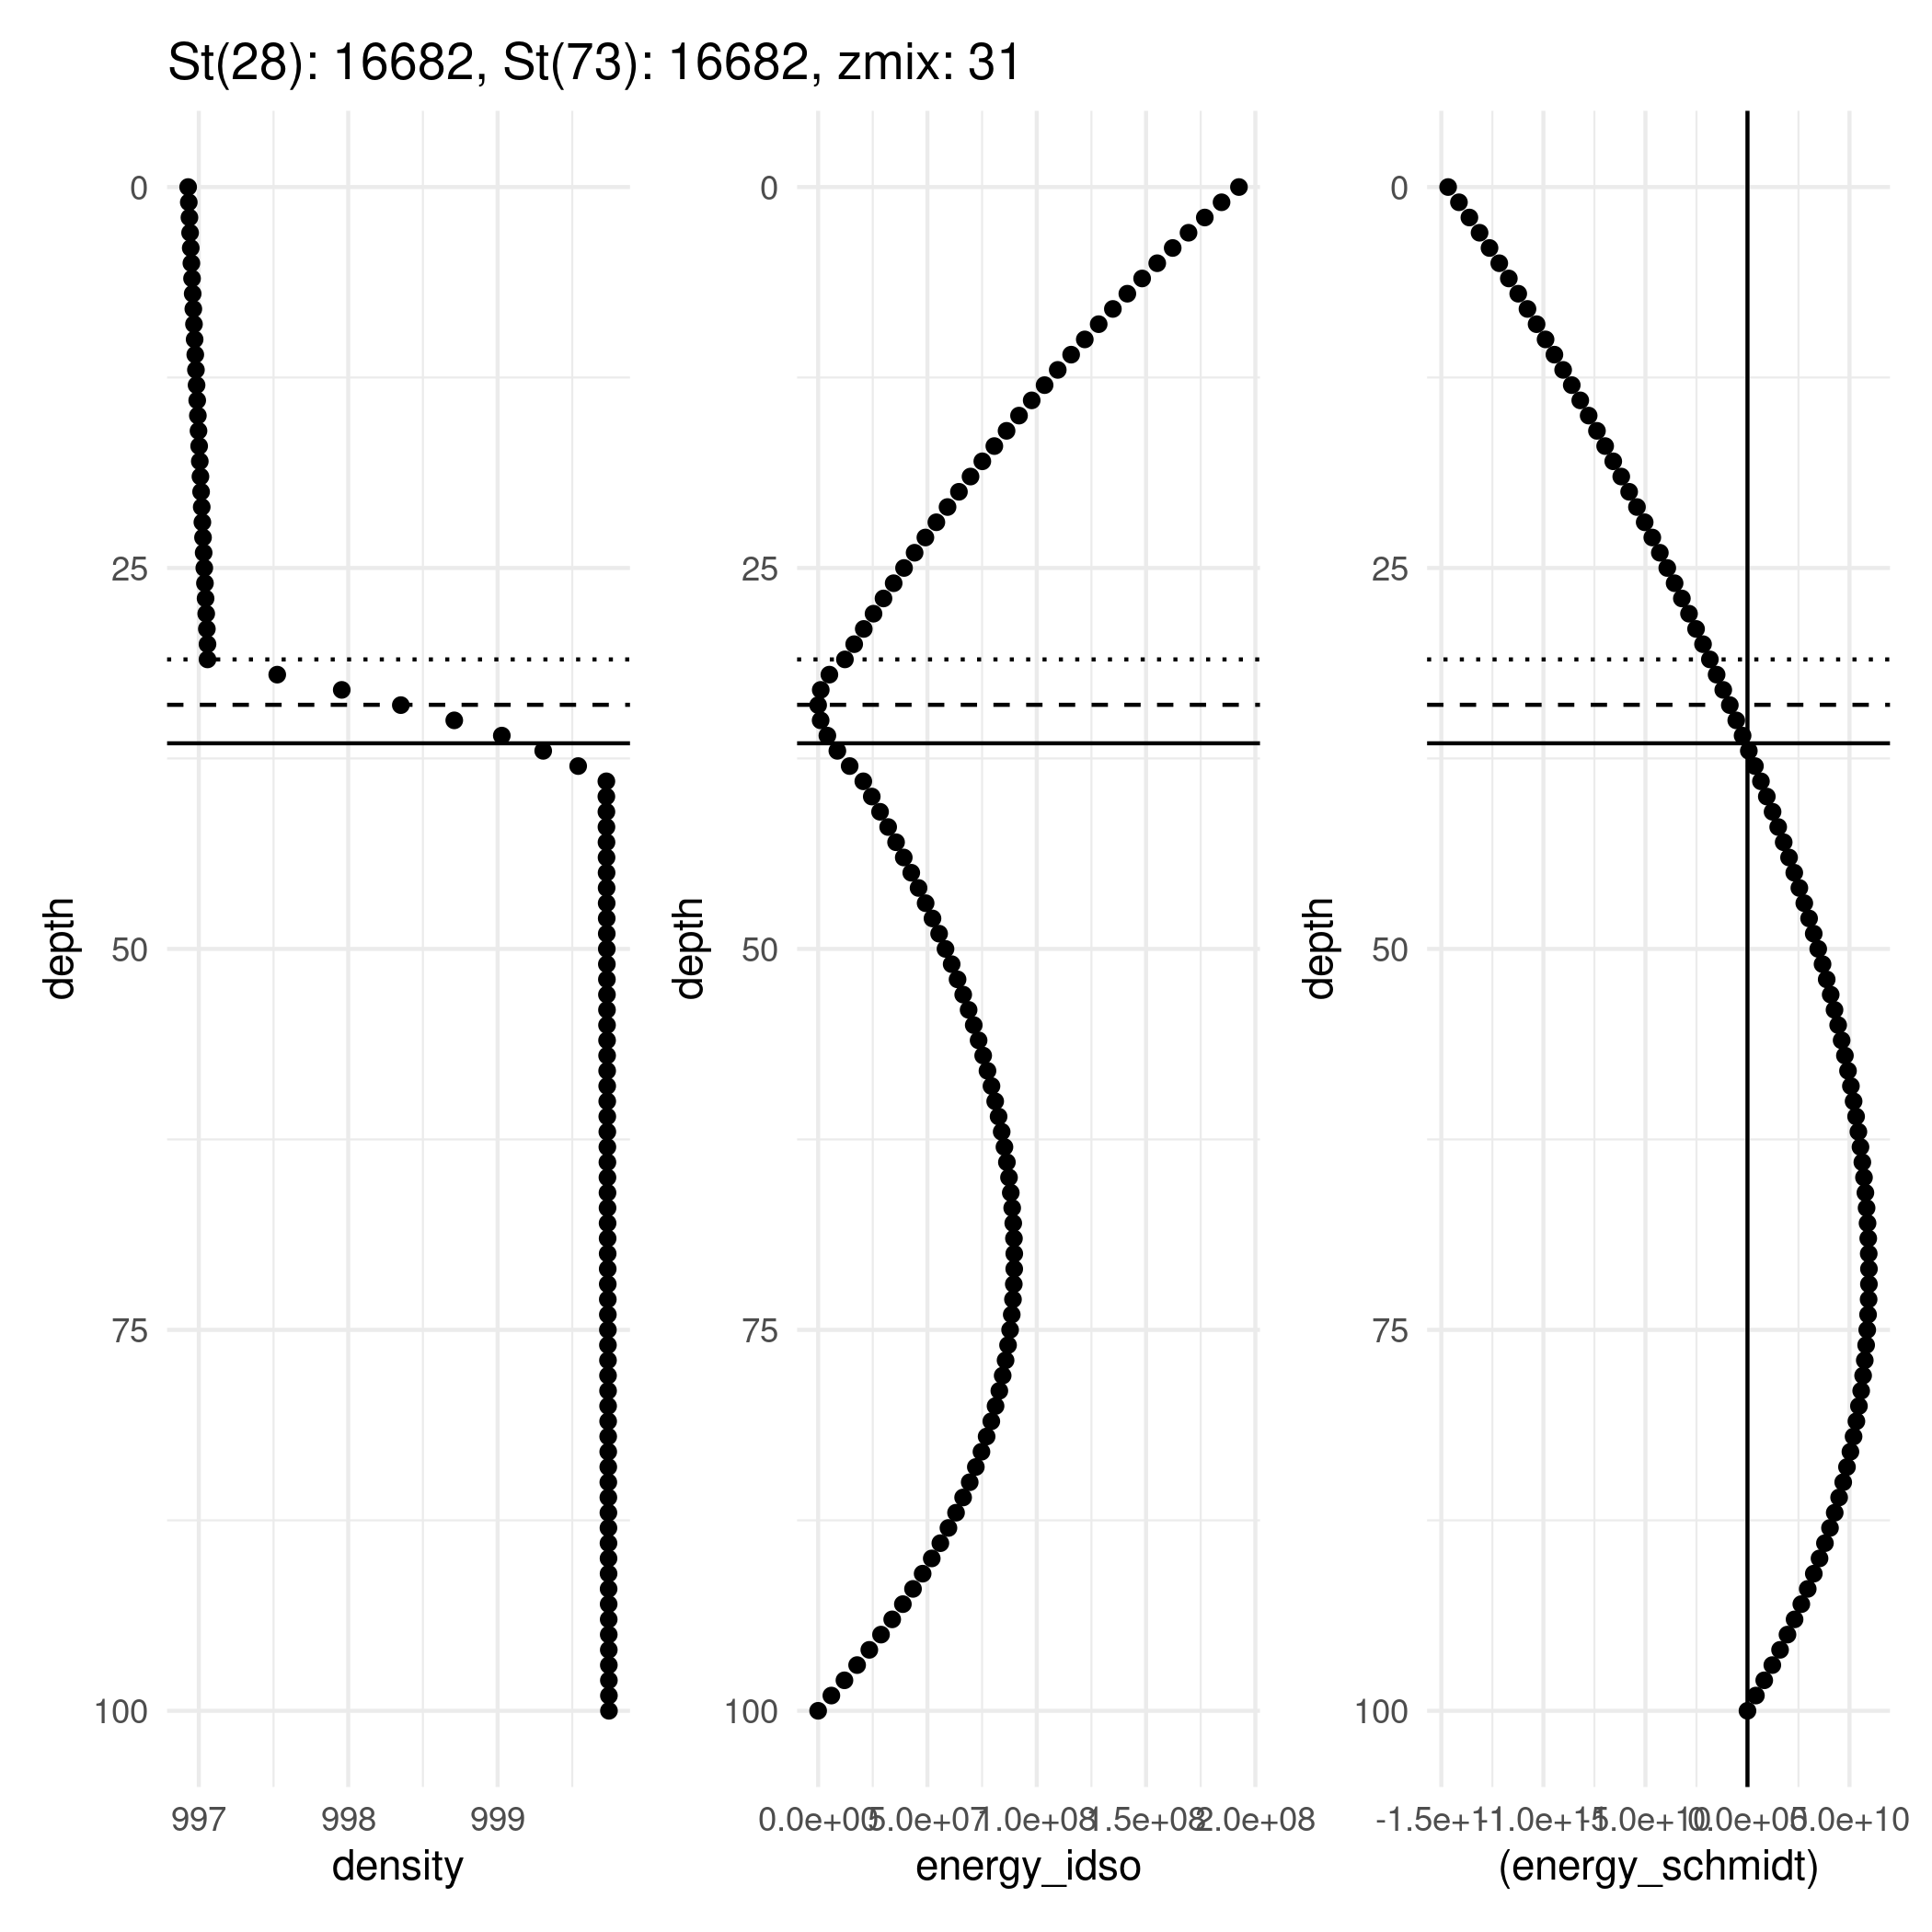 St(28): 16682, St(73): 16682, zmix: 31
0
25
50
75
100
depth
997
998
999
density
0
25
50
75
100
depth
0.0e+00
5.0e+07
1.0e+08
1.5e+08
2.0e+08
energy_idso
0
25
50
75
100
depth
-1.5e+11
-1.0e+11
-5.0e+10
0.0e+00
5.0e+10
(energy_schmidt)